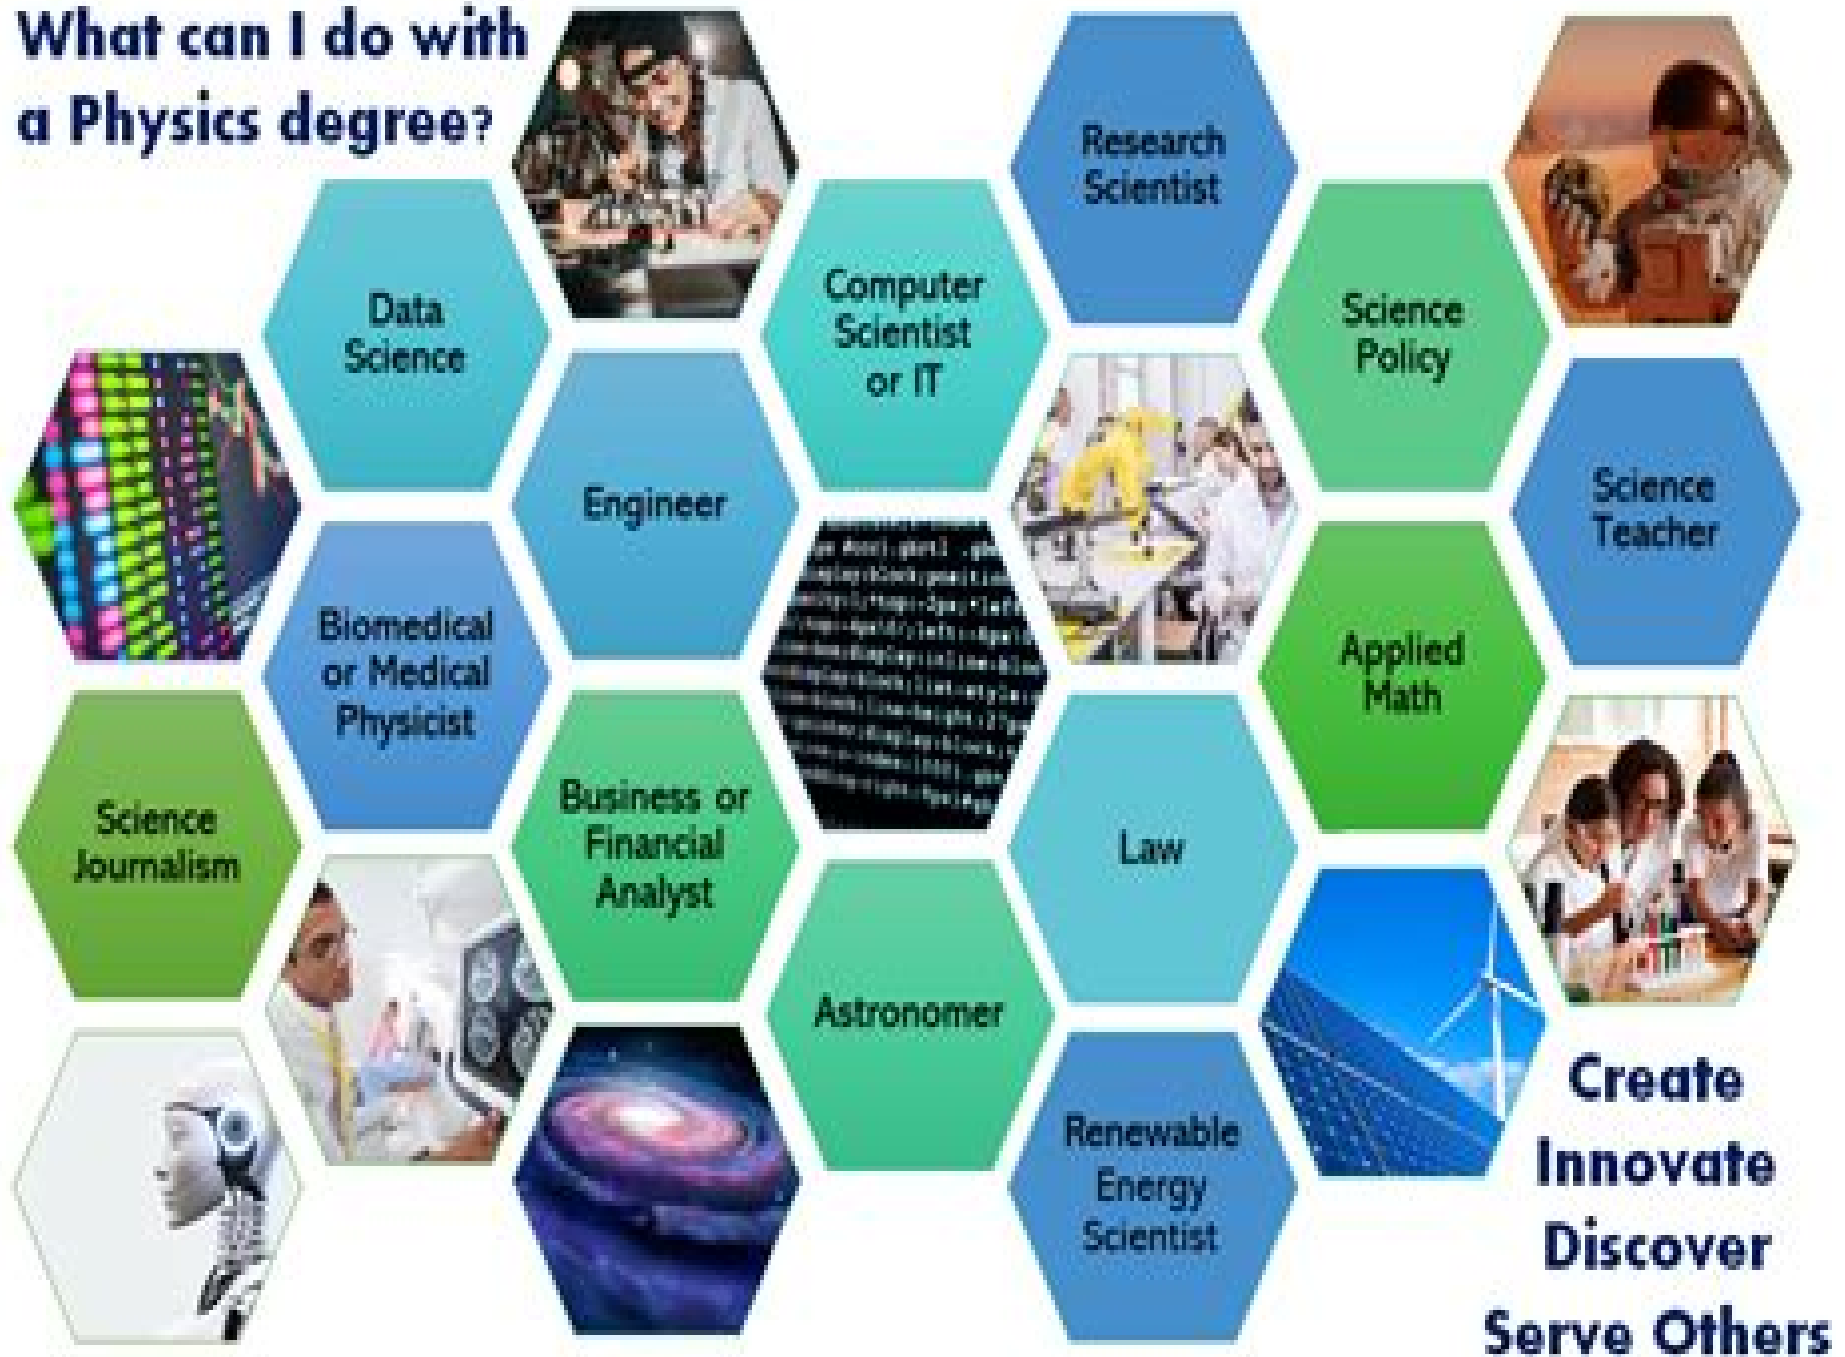 What can I do with
a Physics degree?
Research
Scientist
Data
Science
Computer
Scientist
or IT
Science
Policy
Engineer
Science
Teacher
Biomedical
or Medical
Physicist
Applied
Math
Science
Journalism
Business or
Financial
Analyst
Law
Astronomer
Renewable
Energy
Scientist
Create
Innovate
Discover
Serve Others